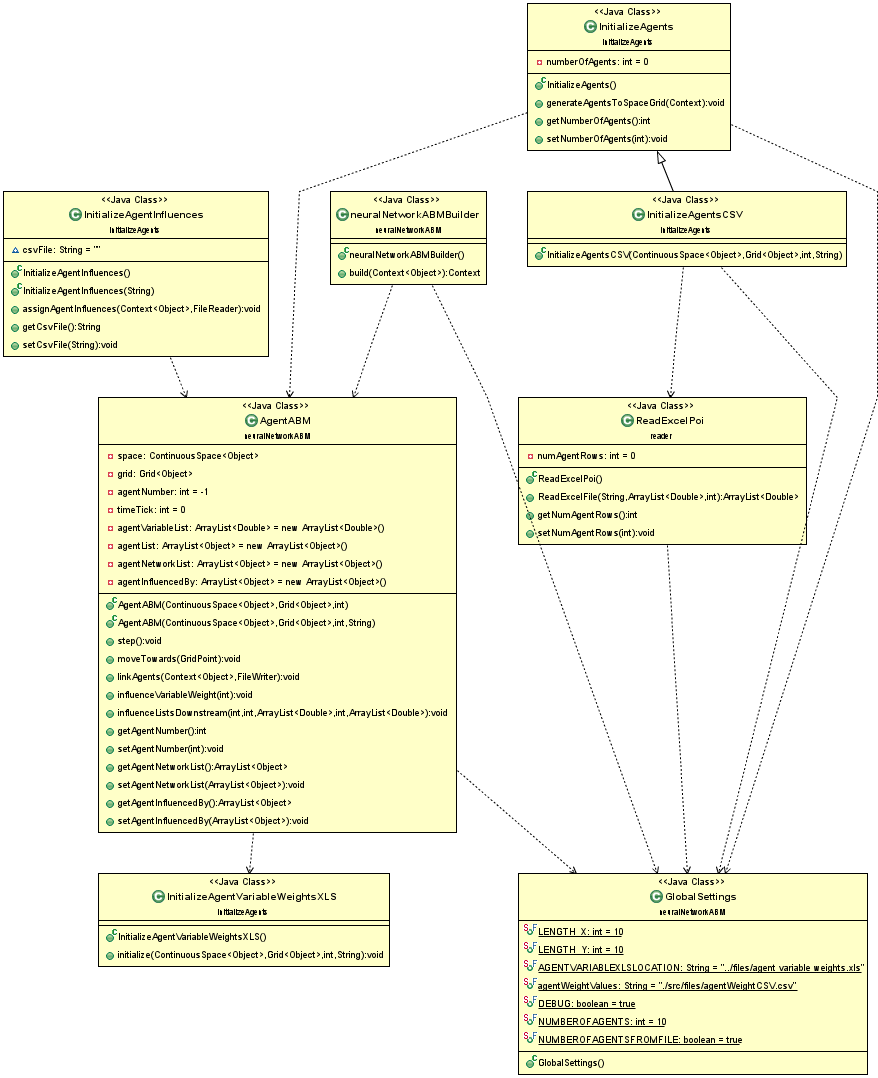 <<Java Class>>
InitializeAgents
InitializeAgents
numberOfAgents: int = 0
InitializeAgents()
generateAgentsToSpaceGrid(Context):void
getNumberOfAgents():int
setNumberOfAgents(int):void
<<Java Class>>
InitializeAgentInfluences
InitializeAgents
csvFile: String = ""
InitializeAgentInfluences()
InitializeAgentInfluences(String)
assignAgentInfluences(Context<Object>,FileReader):void
getCsvFile():String
setCsvFile(String):void
<<Java Class>>
neuralNetworkABMBuilder
neuralNetworkABM
neuralNetworkABMBuilder()
build(Context<Object>):Context
<<Java Class>>
InitializeAgentsCSV
InitializeAgents
InitializeAgentsCSV(ContinuousSpace<Object>,Grid<Object>,int,String)
<<Java Class>>
AgentABM
neuralNetworkABM
space: ContinuousSpace<Object>
grid: Grid<Object>
agentNumber: int = -1
timeTick: int = 0
agentVariableList: ArrayList<Double> = new ArrayList<Double>()
agentList: ArrayList<Object> = new ArrayList<Object>()
agentNetworkList: ArrayList<Object> = new ArrayList<Object>()
agentInfluencedBy: ArrayList<Object> = new ArrayList<Object>()
AgentABM(ContinuousSpace<Object>,Grid<Object>,int)
AgentABM(ContinuousSpace<Object>,Grid<Object>,int,String)
step():void
moveTowards(GridPoint):void
linkAgents(Context<Object>,FileWriter):void
influenceVariableWeight(int):void
influenceListsDownstream(int,int,ArrayList<Double>,int,ArrayList<Double>):void
getAgentNumber():int
setAgentNumber(int):void
getAgentNetworkList():ArrayList<Object>
setAgentNetworkList(ArrayList<Object>):void
getAgentInfluencedBy():ArrayList<Object>
setAgentInfluencedBy(ArrayList<Object>):void
<<Java Class>>
ReadExcelPoi
reader
numAgentRows: int = 0
ReadExcelPoi()
ReadExcelFile(String,ArrayList<Double>,int):ArrayList<Double>
getNumAgentRows():int
setNumAgentRows(int):void
<<Java Class>>
InitializeAgentVariableWeightsXLS
InitializeAgents
InitializeAgentVariableWeightsXLS()
initialize(ContinuousSpace<Object>,Grid<Object>,int,String):void
<<Java Class>>
GlobalSettings
neuralNetworkABM
LENGTH_X: int = 10
LENGTH_Y: int = 10
AGENTVARIABLEXLSLOCATION: String = "../files/agent_variable_weights.xls"
agentWeightValues: String = "./src/files/agentWeightCSV.csv"
DEBUG: boolean = true
NUMBEROFAGENTS: int = 10
NUMBEROFAGENTSFROMFILE: boolean = true
GlobalSettings()